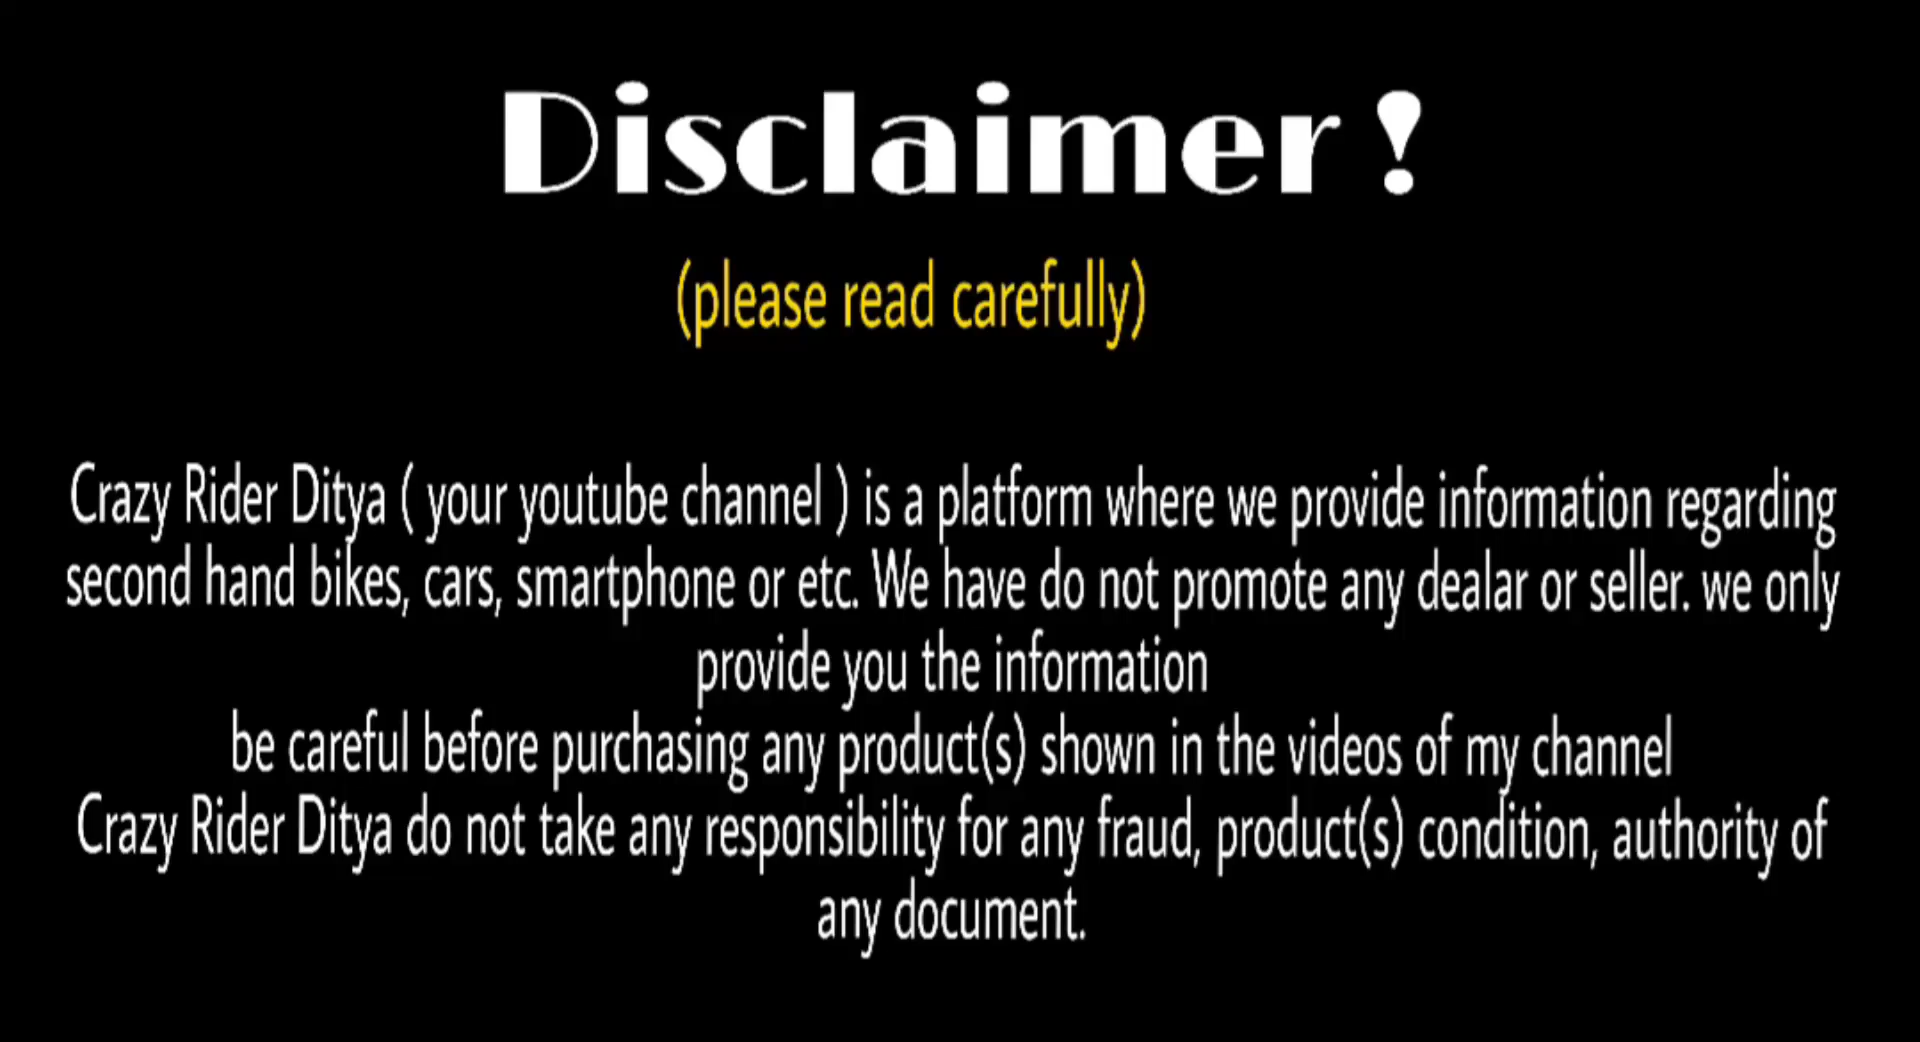 Disclaimer !
(please read carefully)
Crazy Rider Ditya ( your youtube channel ) is a platform where we provide information regarding
second hand bikes, cars, smartphone or etc. We have do not promote any dealar or seller. we only
provide you the information
be careful before purchasing any product(s) shown in the videos of my channel
Crazy Rider Ditya do not take any responsibility for any fraud, product(s) condition, authority of
any document.